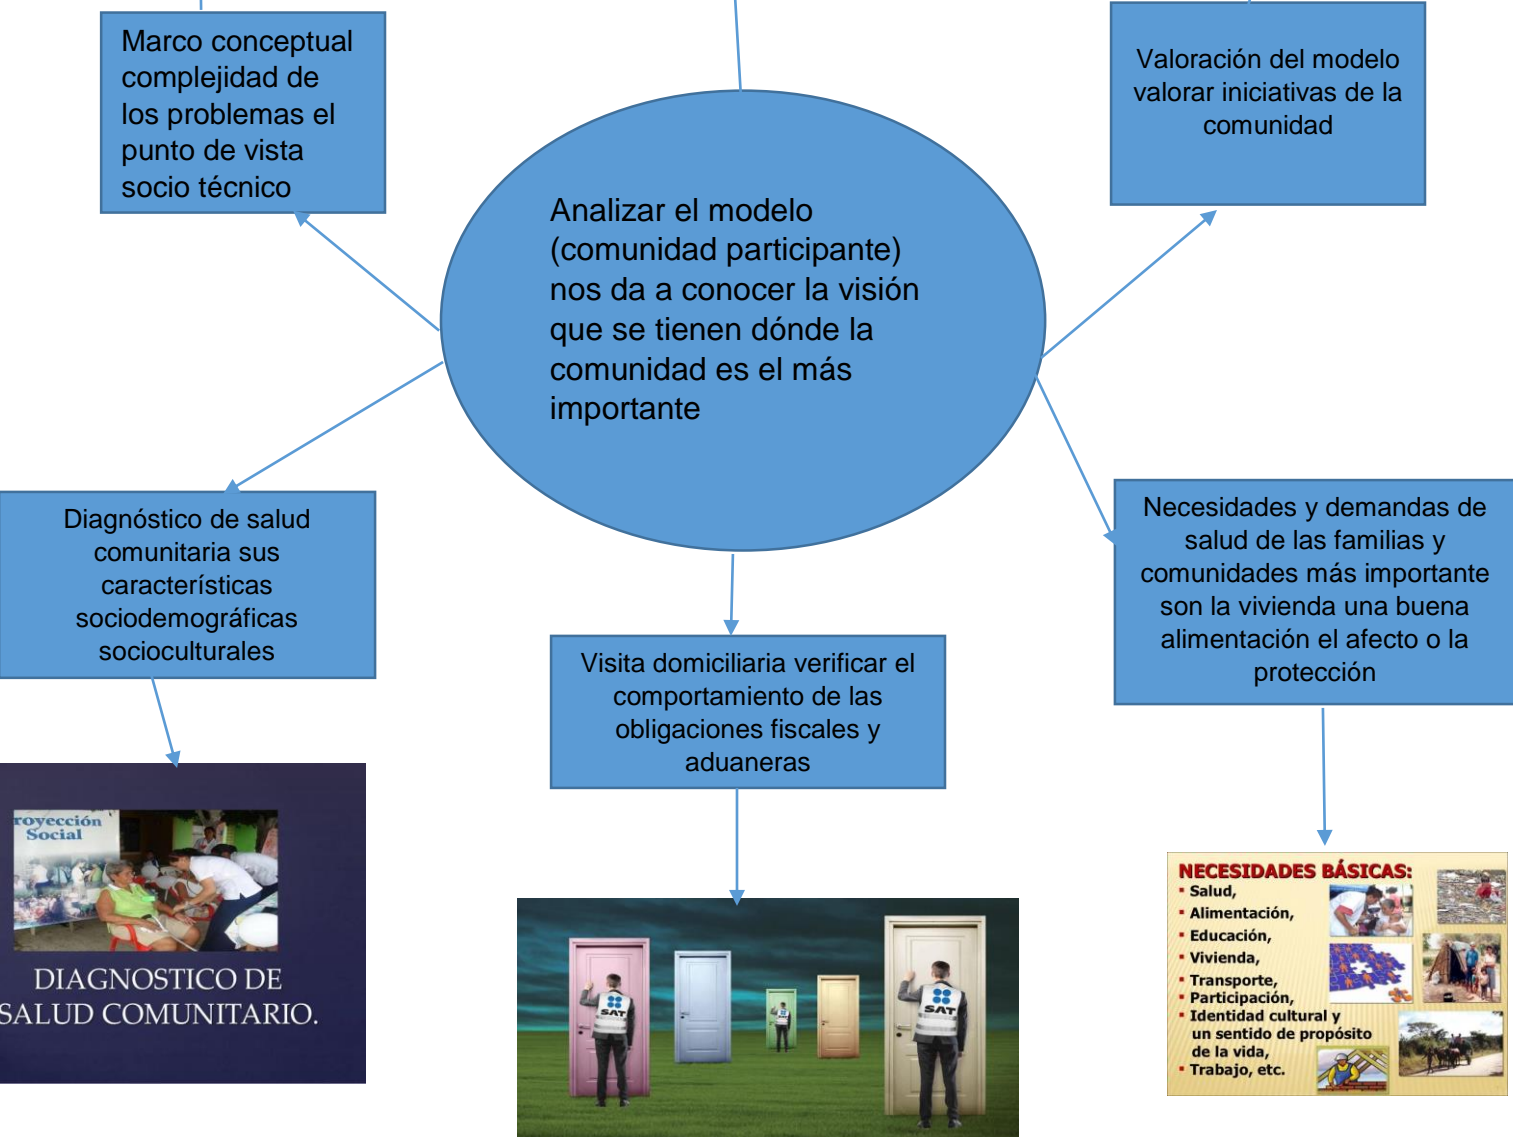 Marco conceptual
complejidad de
los problemas el
punto de vista
socio técnico
Valoración del modelo
valorar iniciativas de la
comunidad
Analizar el modelo
(comunidad participante)
nos da a conocer la visión
que se tienen dónde la
comunidad es el más
importante
Diagnóstico de salud
comunitaria sus
características
sociodemográficas
socioculturales
Visita domiciliaria verificar el
comportamiento de las
obligaciones fiscales y
aduaneras
Necesidades y demandas de
salud de las familias y
comunidades más importante
son la vivienda una buena
alimentación el afecto o la
protección
royección
Social
DIAGNOSTICO DE
SALUD COMUNITARIO.
SAT
SAT
SAT
NECESIDADES BÁSICAS:
▪ Salud,
▪ Alimentación,
▪ Educación,
▪ Vivienda,
▪ Transporte,
▪ Participación,
▪ Identidad cultural y
un sentido de propósito
de la vida,
▪ Trabajo, etc.